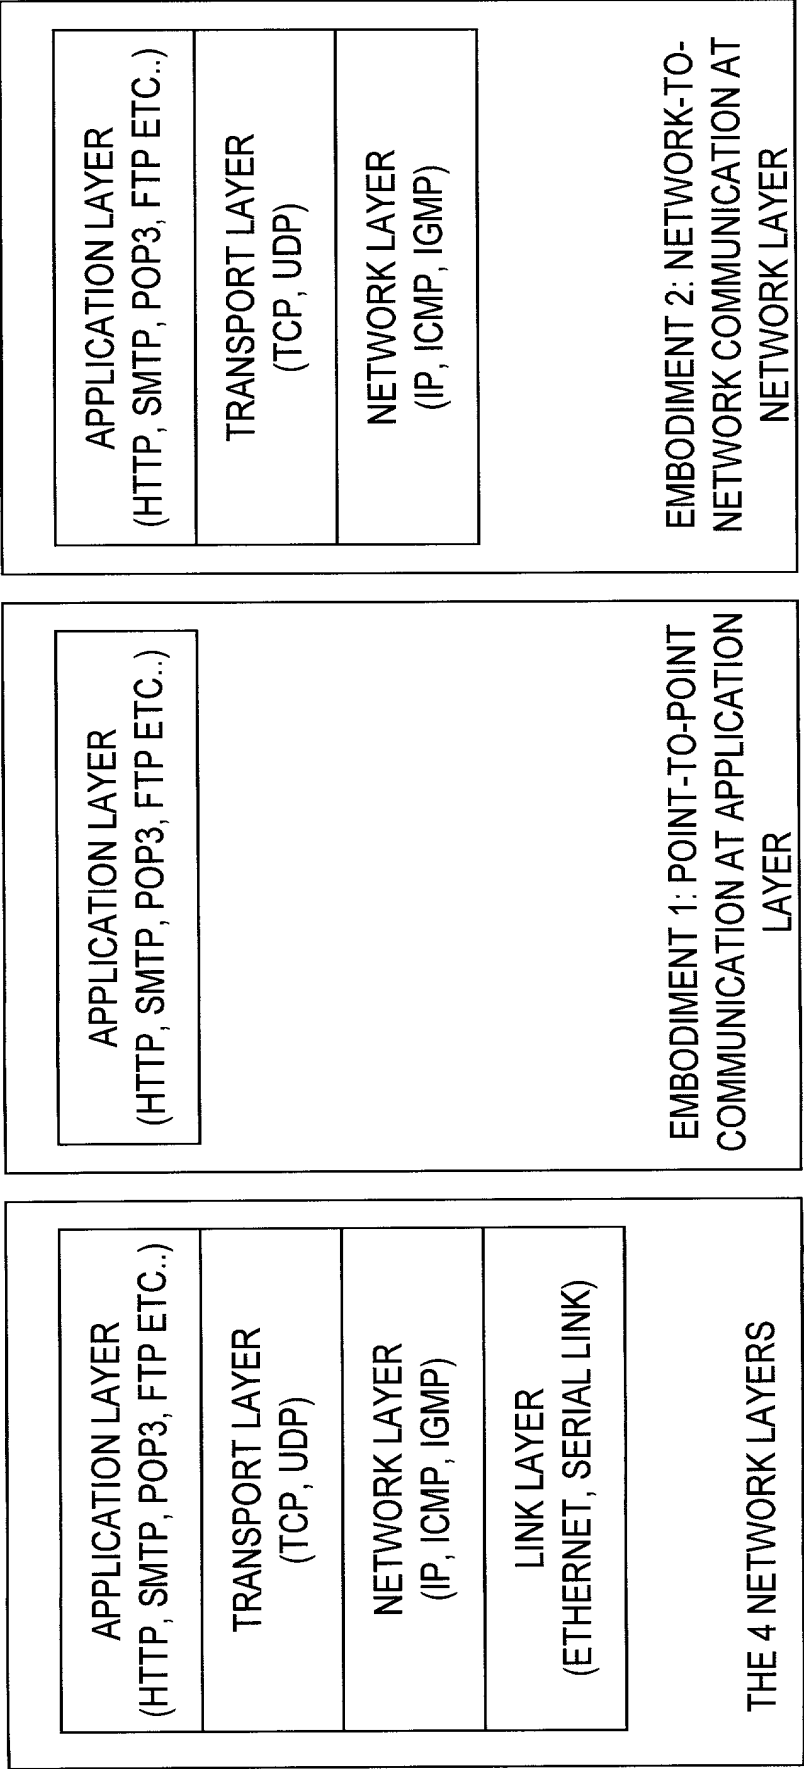 APPLICATION LAYER
(HTTP, SMTP, POP3, FTP ETC..)
TRANSPORT LAYER
(TCP, UDP)
NETWORK LAYER
(IP, ICMP, IGMP)
LINK LAYER
(ETHERNET, SERIAL LINK)
THE 4 NETWORK LAYERS
APPLICATION LAYER
(HTTP, SMTP, POP3, FTP ETC..)
EMBODIMENT 1: POINT-TO-POINT
COMMUNICATION AT APPLICATION
LAYER
APPLICATION LAYER
(HTTP, SMTP, POP3, FTP ETC..)
TRANSPORT LAYER
(TCP, UDP)
NETWORK LAYER
(IP, ICMP, IGMP)
EMBODIMENT 2: NETWORK-TO-
NETWORK COMMUNICATION AT
NETWORK LAYER